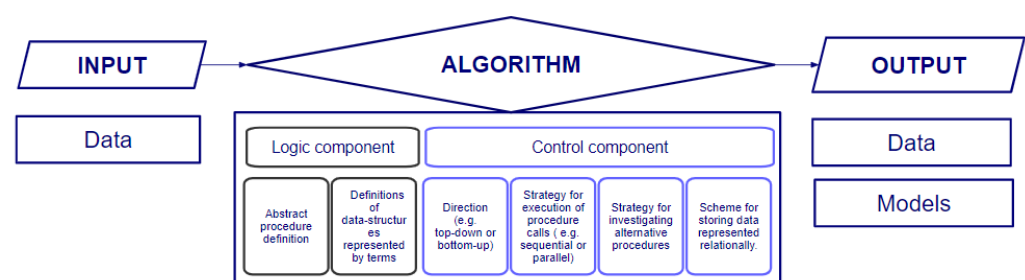 INPUT
ALGORITHM
OUTPUT
Data
Logic component
Control component
Abstract
procedure
definition
Definitions
of
data-structur
es
represented
by terms
Direction (e.g.
top-down or
bottom-up)
Strategy for
execution of
procedure
calls ( e.g.
sequential or
parallel)
Strategy for
investigating
alternative
procedures
Scheme for
storing data
represented
relationally.
Data
Models